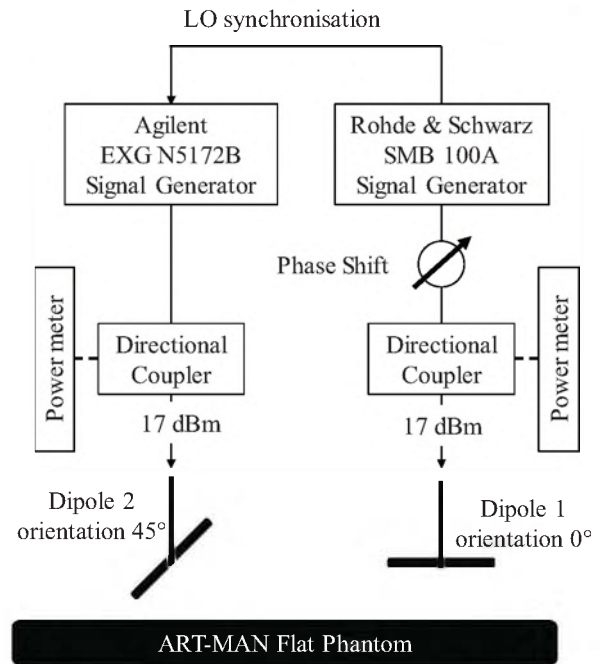 LO synchronisation
Agilent
EXG N5172B
Signal Generator
Rohde & Schwarz
SMB 100A
Signal Generator
Phase Shift
Power meter
Directional
Coupler
Directional
Coupler
Power meter
17 dBm
17 dBm
Dipole 2
orientation 45°
Dipole 1
orientation 0°
ART-MAN Flat Phantom